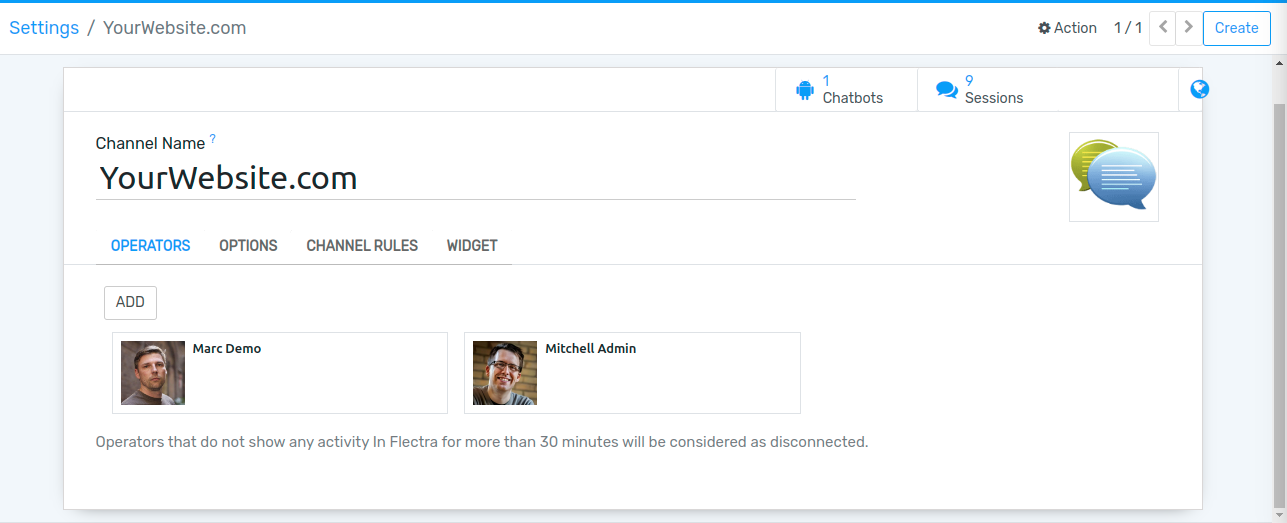 Settings / YourWebsite.com
Action 1 / 1 Create
1
Chatbots
9
Sessions
Channel Name ?
YourWebsite.com
OPERATORS OPTIONS CHANNEL RULES WIDGET
ADD
Marc Demo
Mitchell Admin
Operators that do not show any activity In Flectra for more than 30 minutes will be considered as disconnected.